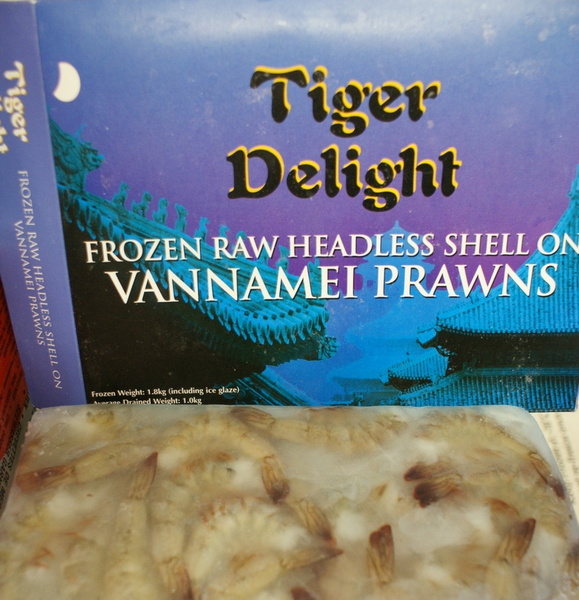 Tiger
Delight
FROZEN RAW HEADLESS SHELL ON
VANNAMEI PRAWNS
Frozen Weight: 1.8kg (including ice glaze)
Average Drained Weight: 1.0kg
Tiger
FROZEN RAW HEADLESS SHELL ON
VANNAMEI PRAWNS